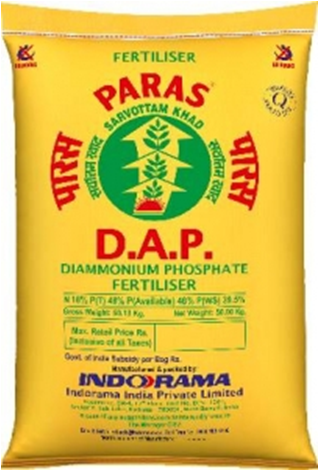 FERTILISER
PARAS
SARVOTTAM KHAD
पारस
सर्वोत्तम खाद
सर्वोत्तम खाद
पारस
D.A.P.
DIAMMONIUM PHOSPHATE
FERTILISER
N 18% P(T) 48% P(Available) 46% P(WS) 39.5%
Gross Weight: 50.13 Kg. Net Weight: 50.00 Kg.
Max. Retail Price Rs.
(Inclusive of all Taxes)
Govt. of India Subsidy per Bag Rs.
Manufactured & packed by:
INDORAMA
Indorama India Private Limited